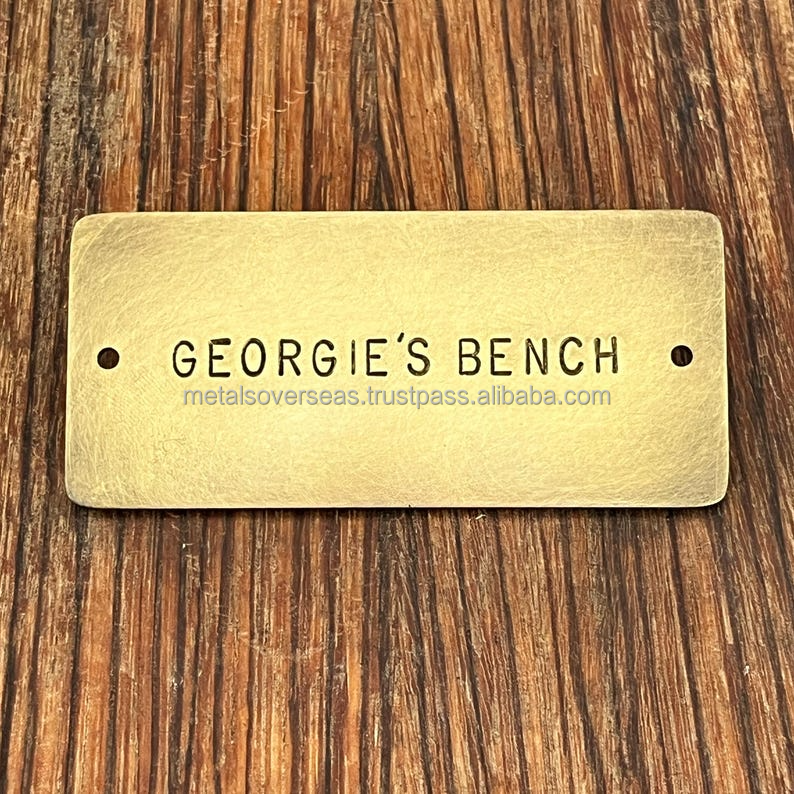 GEORGIE'S BENCH
metalsoverseas.trustpass.alibaba.com